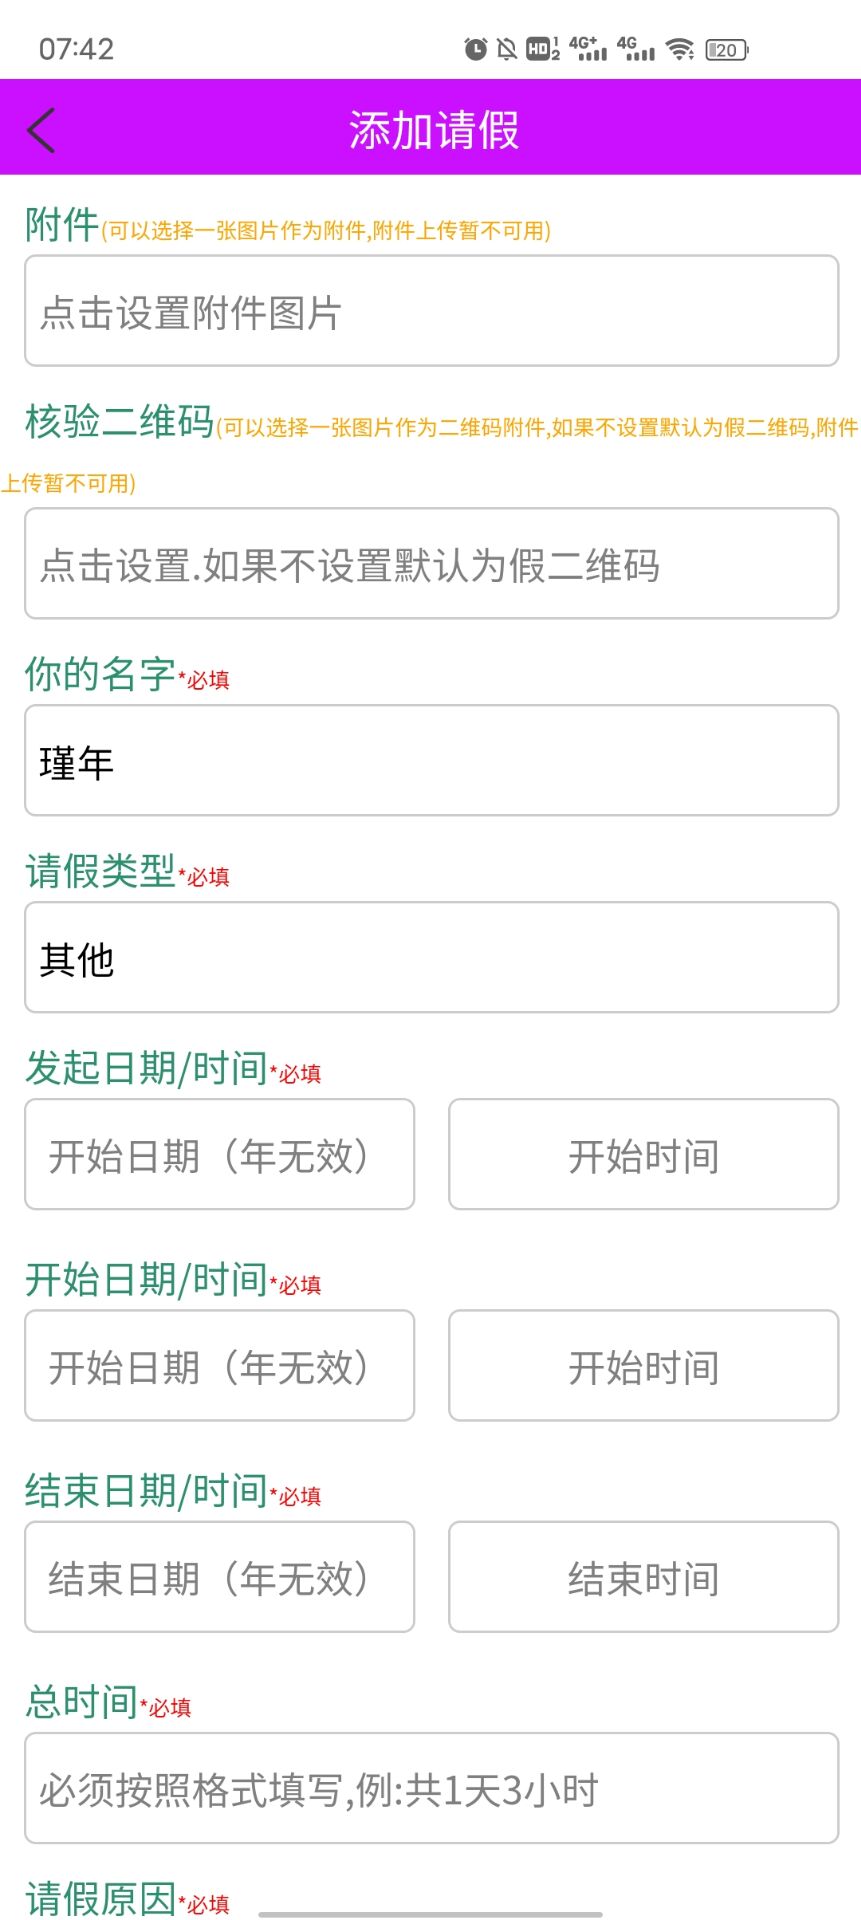 07:42
HD 1 2 4G+ 4G 20
添加请假
附件(可以选择一张图片作为附件,附件上传暂不可用)
点击设置附件图片
核验二维码(可以选择一张图片作为二维码附件,如果不设置默认为假二维码,附件
上传暂不可用)
点击设置.如果不设置默认为假二维码
你的名字*必填
瑾年
请假类型*必填
其他
发起日期/时间*必填
开始日期（年无效） 开始时间
开始日期/时间*必填
开始日期（年无效） 开始时间
结束日期/时间*必填
结束日期（年无效） 结束时间
总时间*必填
必须按照格式填写,例:共1天3小时
请假原因*必填